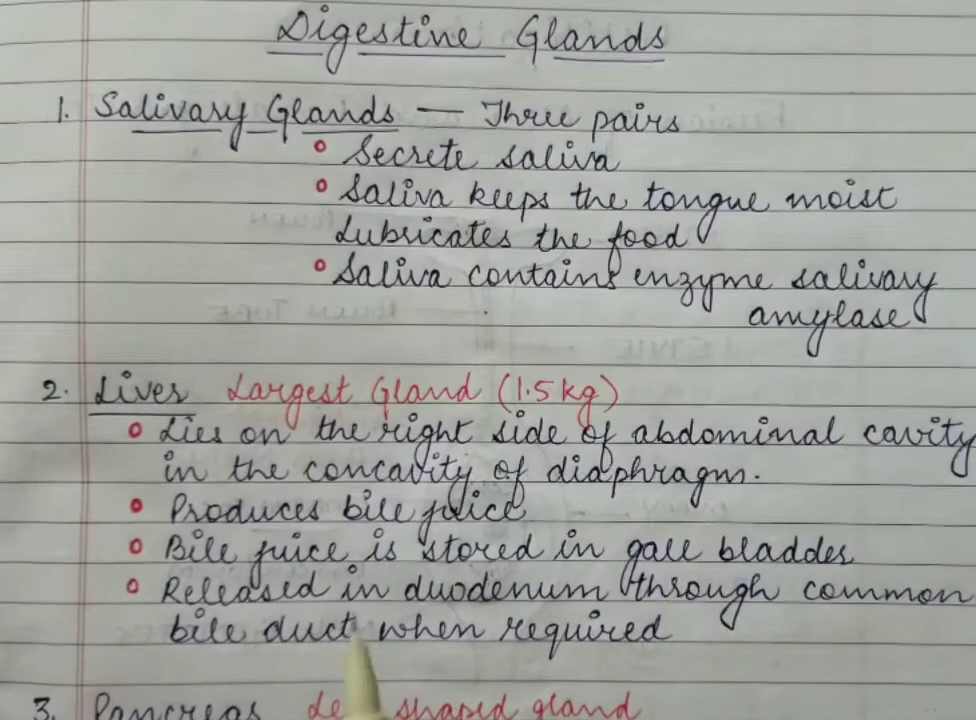 Digestine Glands
1. Salivary Glands — Three pairs
Secrete saliva
Saliva keeps the tongue moist
Lubricates the food
Saliva contains enzyme salivary
amylase
2. Liver Largest Gland (1.5 kg)
Lies on the right side of abdominal cavity
in the concavity of diaphragm.
Produces bile juice
Bile juice is stored in gall bladder
Released in duodenum through common
bile duct when required
3. Pancreas shaped gland